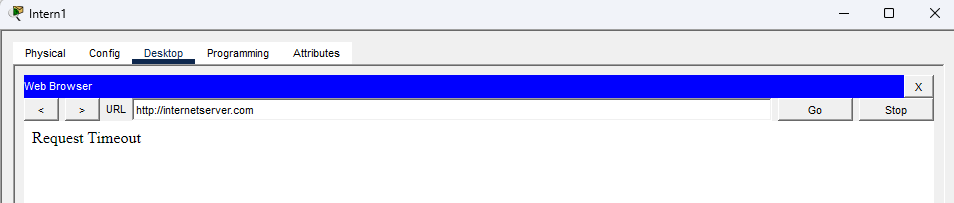 Intern1
Physical Config Desktop Programming Attributes
Web Browser X
< > URL http://internetserver.com Go Stop
Request Timeout